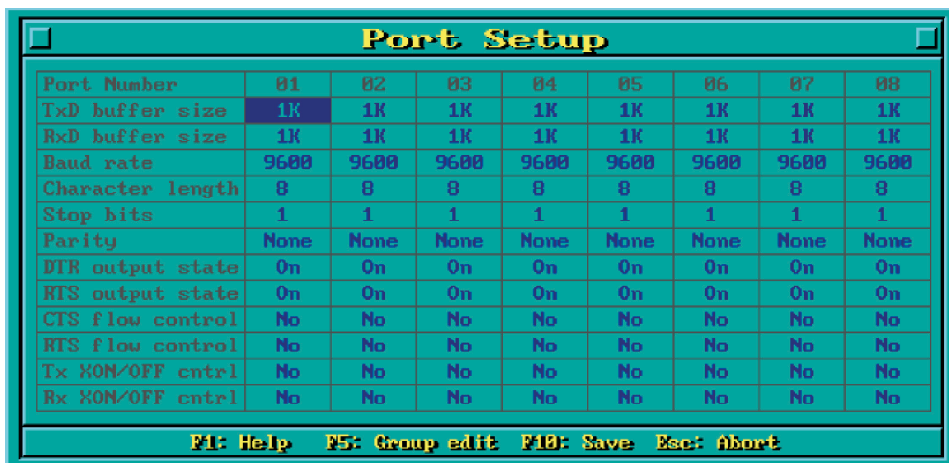 Port Setup
Port Number 01 02 03 04 05 06 07 08
TxD buffer size 1K 1K 1K 1K 1K 1K 1K 1K
RxD buffer size 1K 1K 1K 1K 1K 1K 1K 1K
Baud rate 9600 9600 9600 9600 9600 9600 9600 9600
Character length 8 8 8 8 8 8 8 8
Stop bits 1 1 1 1 1 1 1 1
Parity None None None None None None None None
DTR output state On On On On On On On On
RTS output state On On On On On On On On
CTS flow control No No No No No No No No
RTS flow control No No No No No No No No
Tx XON/OFF cntrl No No No No No No No No
Rx XON/OFF cntrl No No No No No No No No
F1: Help F5: Group edit F10: Save Esc: Abort